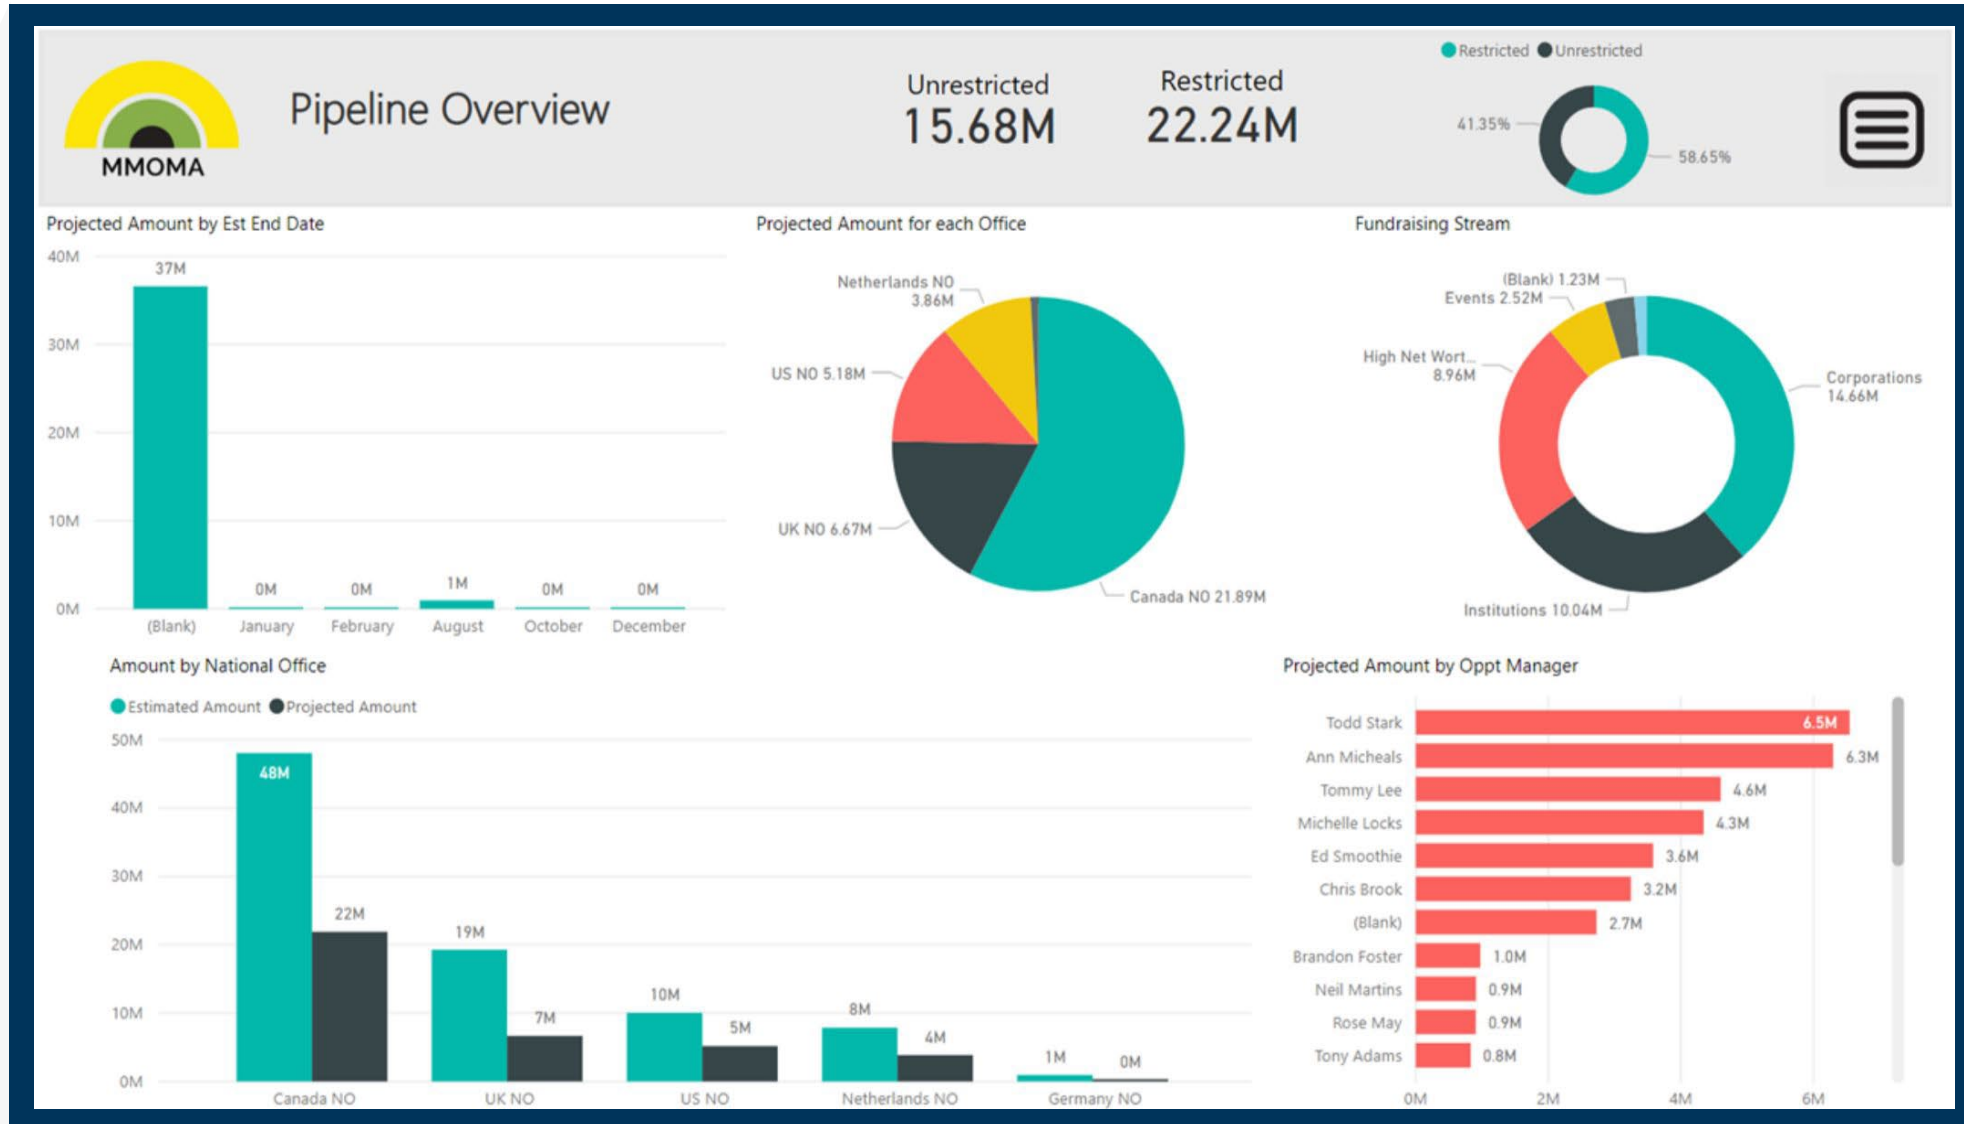 MMOMA
Pipeline Overview
Unrestricted
15.68M
Restricted
22.24M
Restricted Unrestricted
41.35%
58.65%
Projected Amount by Est End Date
40M
30M
20M
10M
0M
37M
0M
0M
1M
0M
0M
(Blank)
January
February
August
October
December
Projected Amount for each Office
Netherlands NO
3.86M
US NO 5.18M
UK NO 6.67M
Canada NO 21.89M
Fundraising Stream
(Blank) 1.23M
Events 2.52M
High Net Wort...
8.96M
Corporations
14.66M
Institutions 10.04M
Amount by National Office
Estimated Amount Projected Amount
50M
40M
30M
20M
10M
0M
48M
22M
19M
7M
10M
5M
8M
4M
1M
0M
Canada NO
UK NO
US NO
Netherlands NO
Germany NO
Projected Amount by Oppt Manager
Todd Stark 6.5M
Ann Micheals 6.3M
Tommy Lee 4.6M
Michelle Locks 4.3M
Ed Smoothie 3.6M
Chris Brook 3.2M
(Blank) 2.7M
Brandon Foster 1.0M
Neil Martins 0.9M
Rose May 0.9M
Tony Adams 0.8M
0M 2M 4M 6M